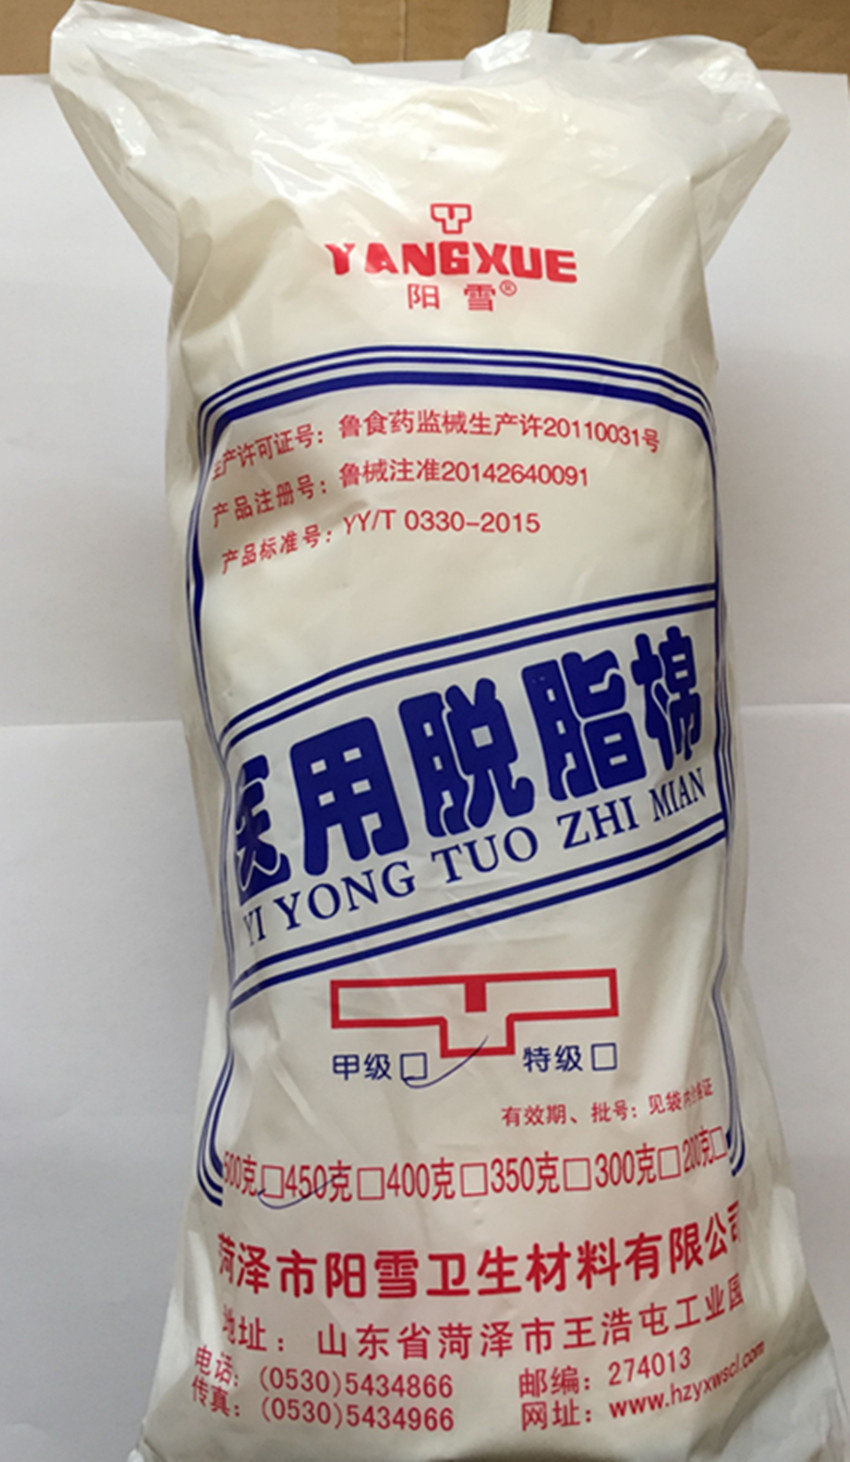 YANGXUE
阳雪®
生产许可证号：鲁食药监械生产许20110031号
产品注册号：鲁械注准20142640091
产品标准号：YY/T 0330-2015
医用脱脂棉
YI YONG TUO ZHI MIAN
甲级□ 特级□
有效期、批号：见袋内合格证
500克□450克□400克□350克□300克□200克□
菏泽市阳雪卫生材料有限公司
地址：山东省菏泽市王浩屯工业园
电话：(0530)5434866 邮编：274013
传真：(0530)5434966 网址：www.hzyxwscl.com